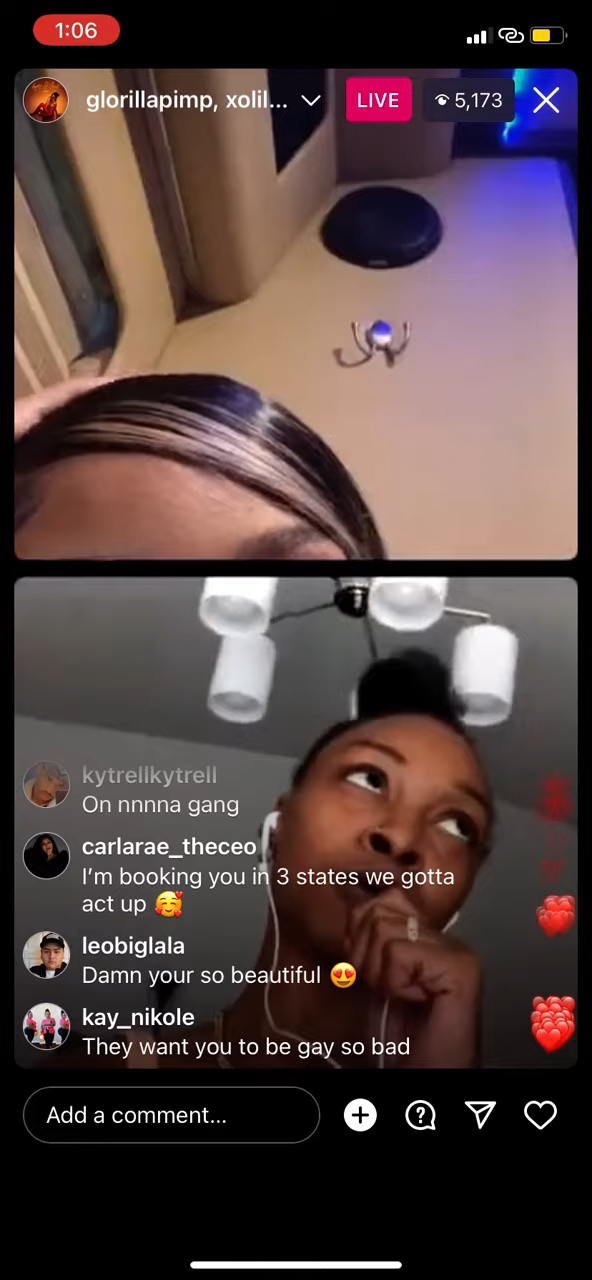 1:06
glorillapimp, xolil...
LIVE
5,173
kytrellkytrell
On nnnna gang
carlarae_theceo
I’m booking you in 3 states we gotta
act up 🥰
leobiglala
Damn your so beautiful 😍
kay_nikole
They want you to be gay so bad
Add a comment...